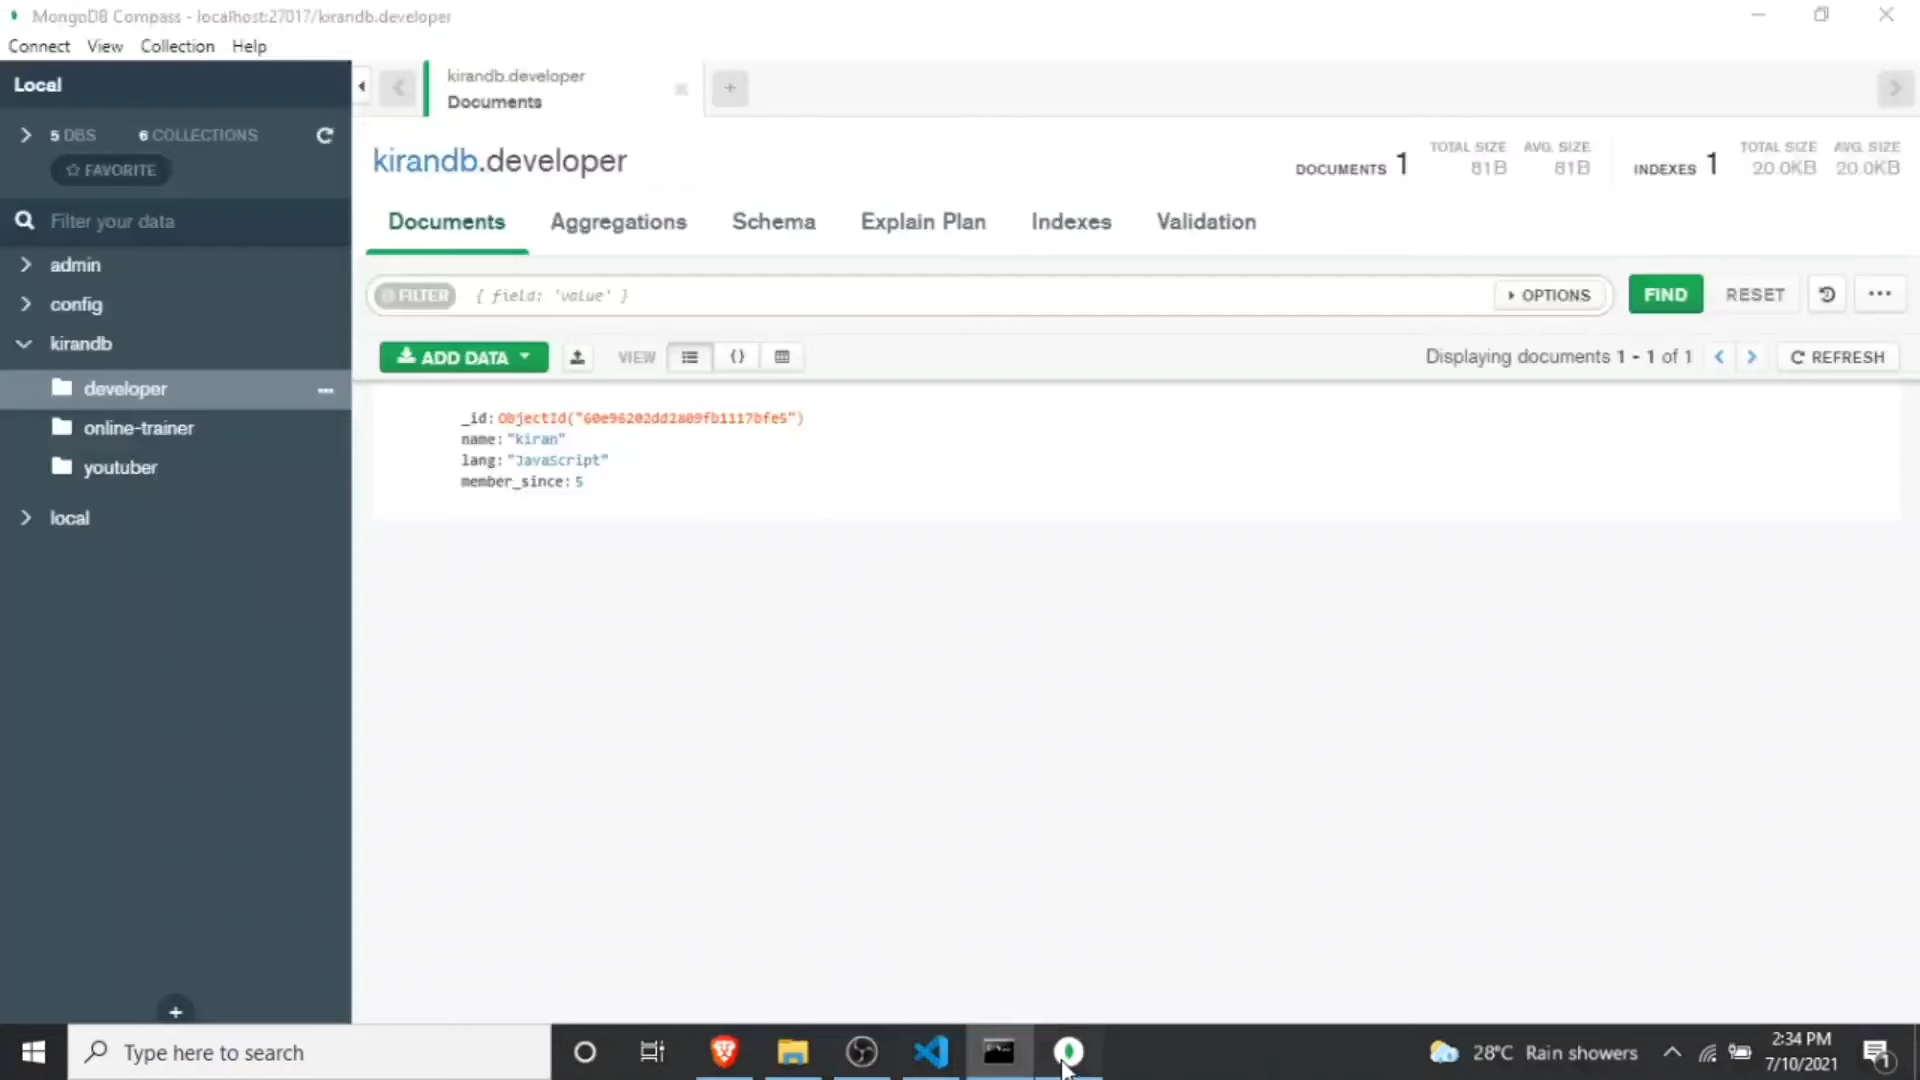 MongoDB Compass - localhost:27017/kirandb.developer
Connect View Collection Help
Local
kirandb.developer
Documents
5 DBS 6 COLLECTIONS
FAVORITE
kirandb.developer
DOCUMENTS 1 TOTAL SIZE 81B AVG. SIZE 81B INDEXES 1 TOTAL SIZE 20.0KB AVG. SIZE 20.0KB
Filter your data
Documents Aggregations Schema Explain Plan Indexes Validation
admin
config
kirandb
developer
online-trainer
youtuber
local
FILTER { field: 'value' } OPTIONS FIND RESET
ADD DATA VIEW {} Displaying documents 1 - 1 of 1 REFRESH
_id: ObjectId("60e96202dd2a09fb1117bfe5")
name: "kiran"
lang: "JavaScript"
member_since: 5
Type here to search
28°C Rain showers
2:34 PM
7/10/2021
1